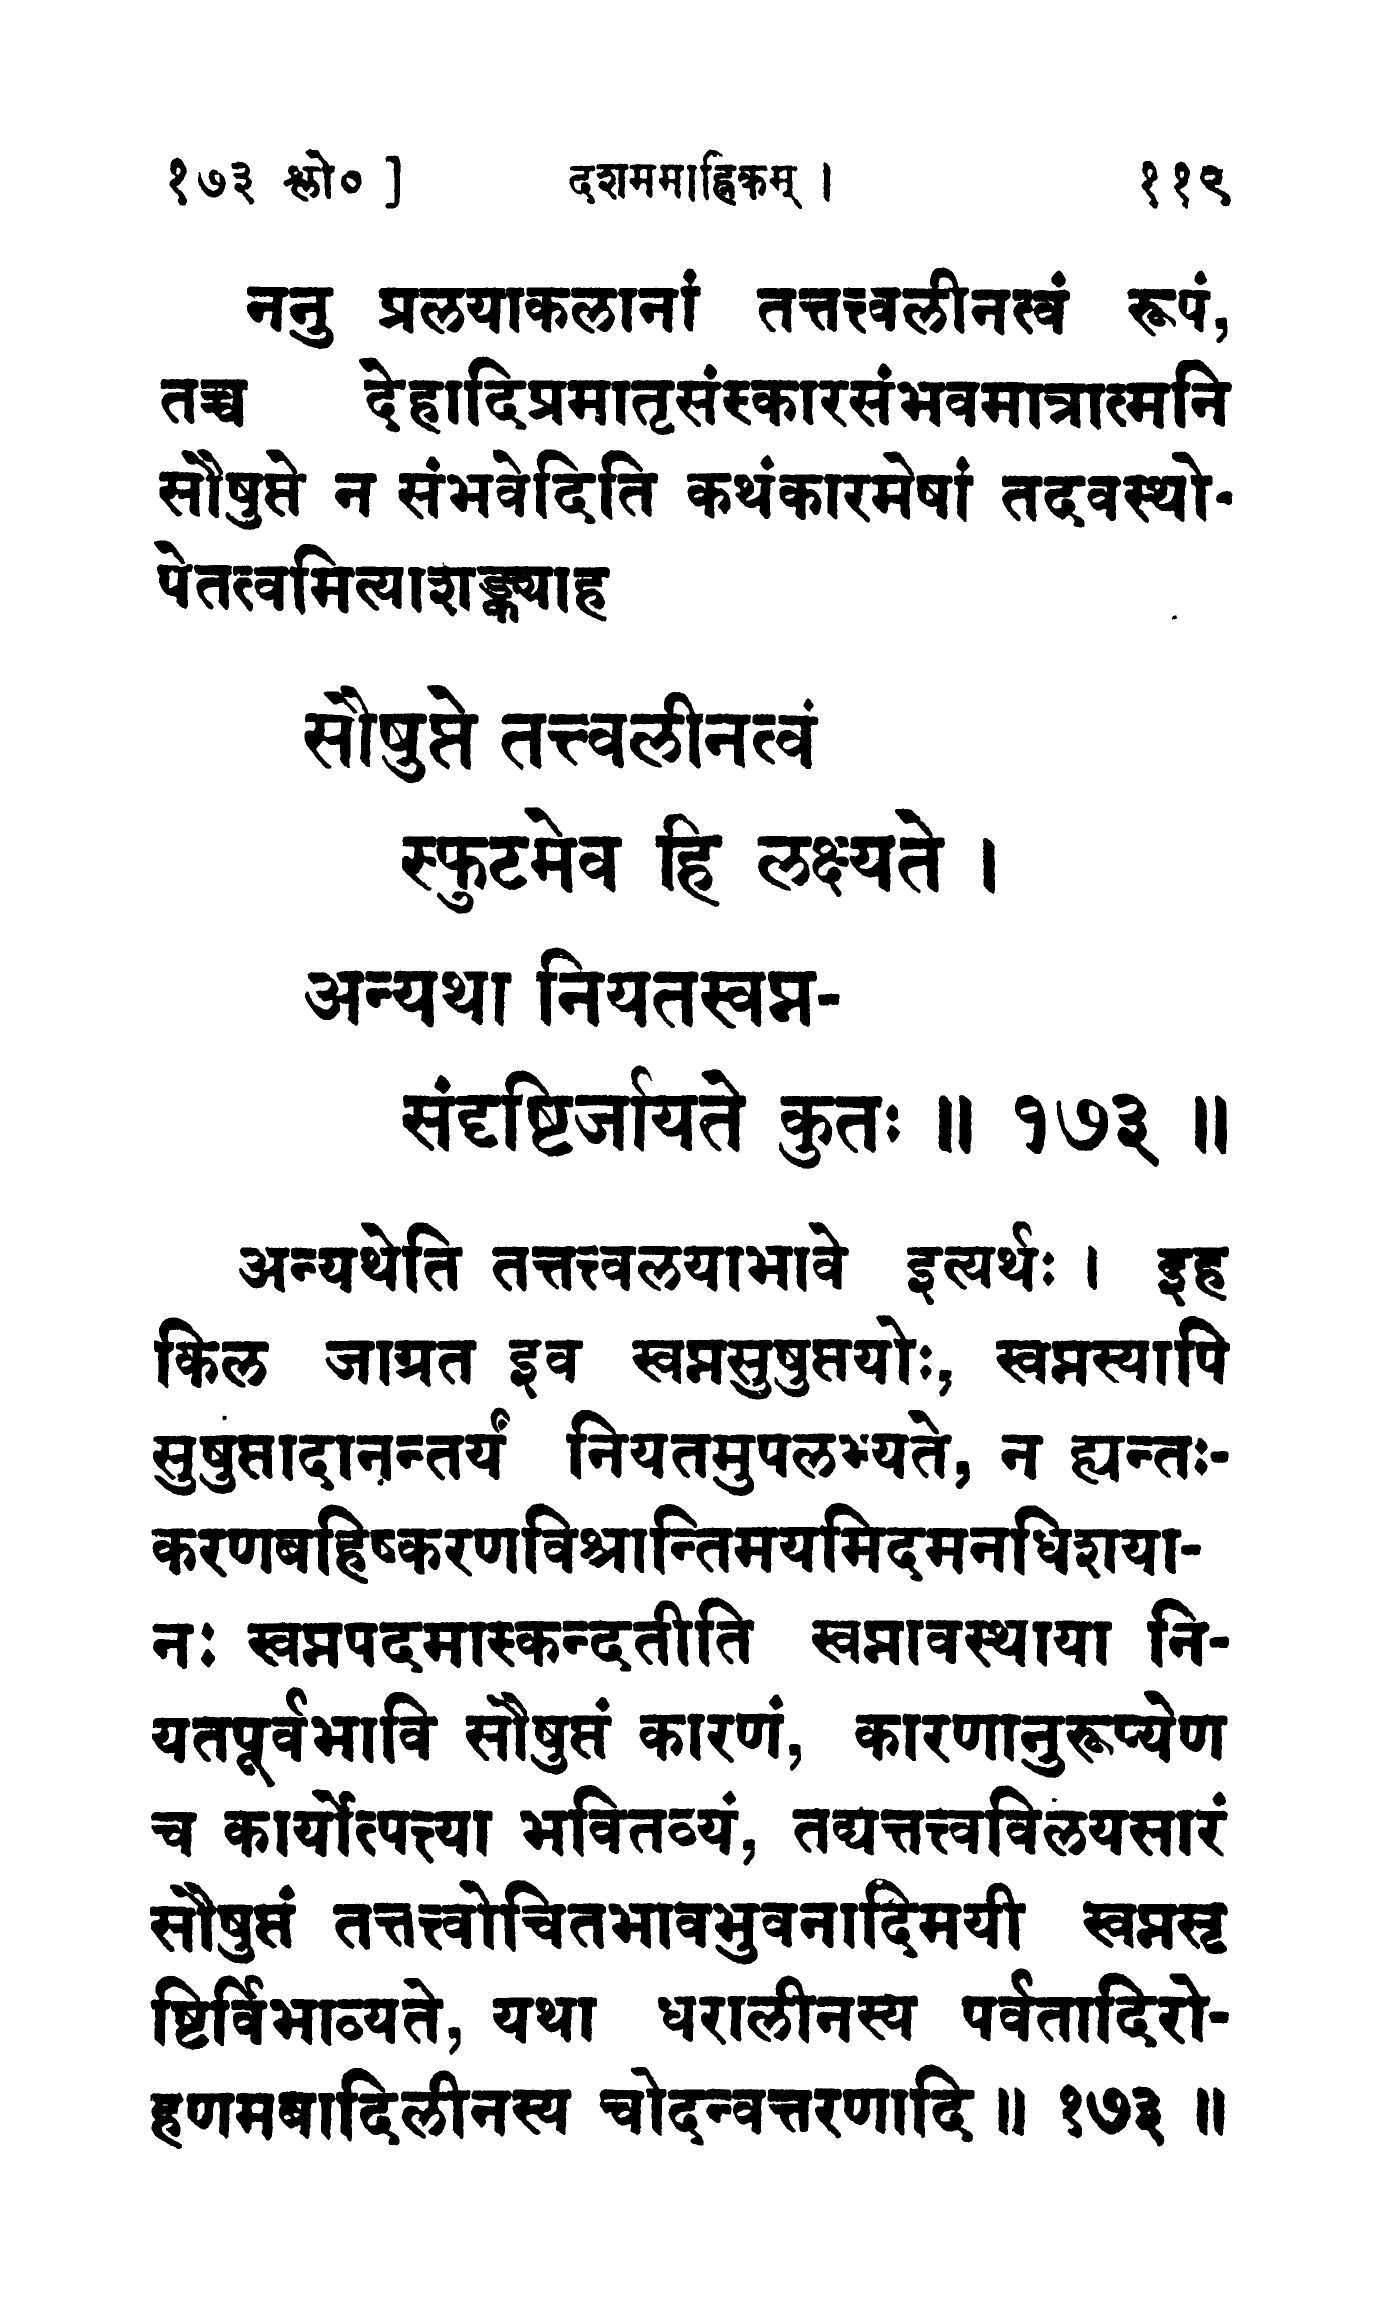 १७३ श्लो० ]
दशममाह्निकम् ।
११९
ननु प्रलयाकलानां तत्तत्त्वलीनत्वं रूपं,
तच्च देहादिप्रमातृसंस्कारसंभवमात्रात्मनि
सौषुप्ते न संभवेदिति कथंकारमेषां तदवस्थो-
पेतत्वमित्याशङ्क्याह
सौषुप्ते तत्त्वलीनत्वं
स्फुटमेव हि लक्ष्यते ।
अन्यथा नियतस्वप्न-
संदृष्टिर्जायते कुतः ॥ १७३ ॥
अन्यथेति तत्तत्त्वलयाभावे इत्यर्थः । इह
किल जाग्रत इव स्वप्नसुषुप्तयोः, स्वप्नस्यापि
सुषुप्तादानन्तर्यं नियतमुपलभ्यते, न ह्यन्तः-
करणबहिष्करणविश्रान्तिमयमिदमनधिशया-
नः स्वप्नपदमास्कन्दतीति स्वप्नावस्थाया नि-
यतपूर्वभावि सौषुप्तं कारणं, कारणानुरूप्येण
च कार्योत्पत्त्या भवितव्यं, तद्यत्तत्त्वविलयसारं
सौषुप्तं तत्तत्त्वोचितभावभुवनादिमयी स्वप्नसृ
ष्टिर्विभाव्यते, यथा धरालीनस्य पर्वतादिरो-
हणमबादिलीनस्य चोदन्वत्तरणादि ॥ १७३ ॥